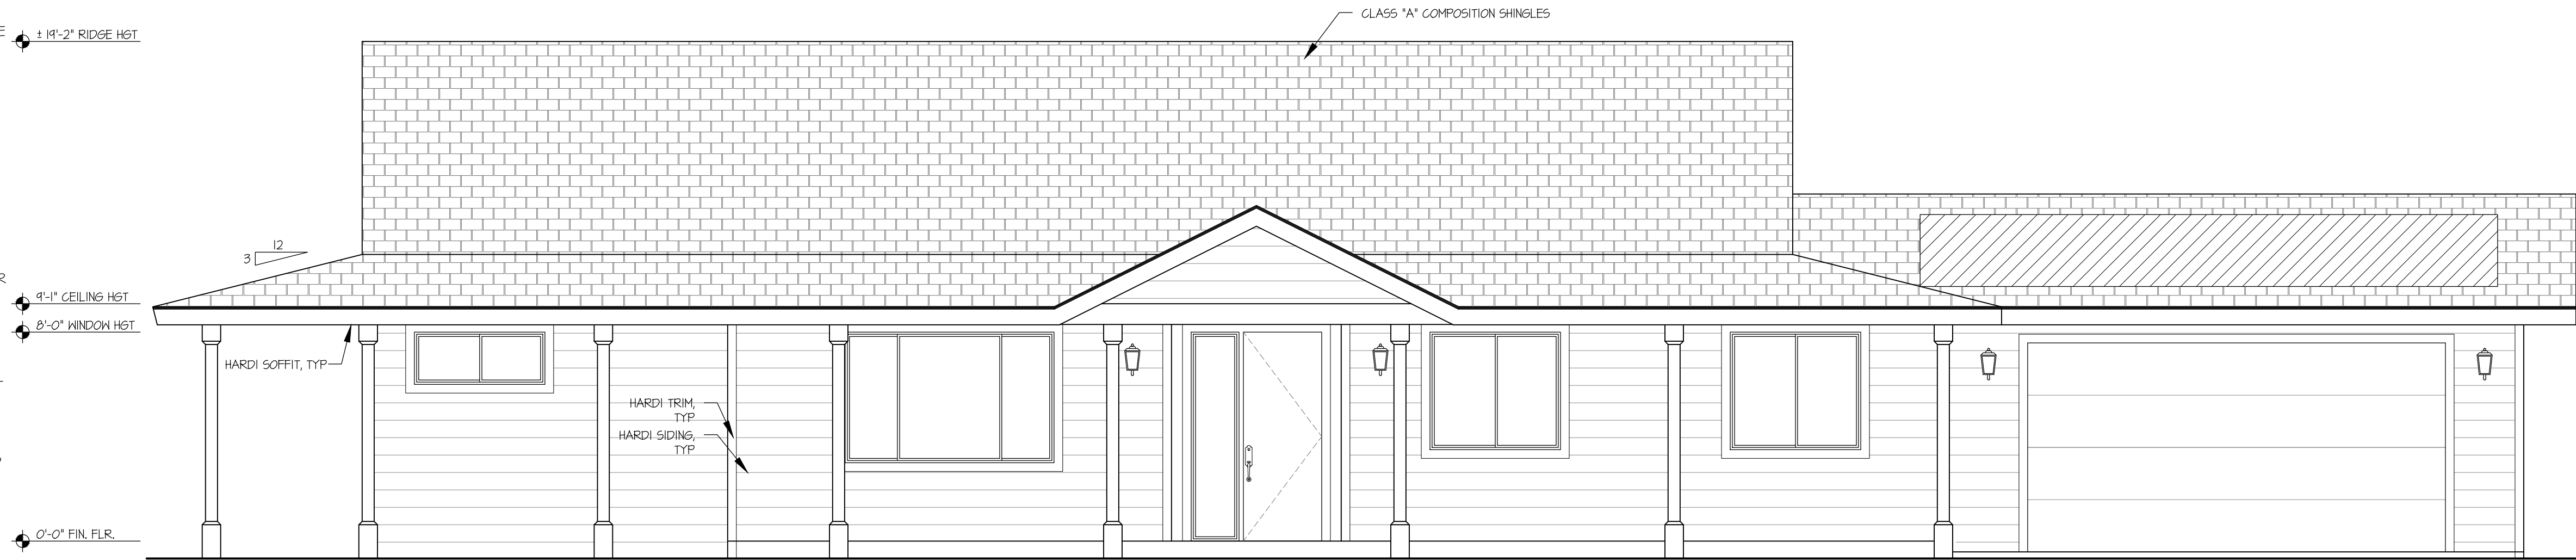 CLASS "A" COMPOSITION SHINGLES
± 19'-2" RIDGE HGT
12
3
9'-1" CEILING HGT
8'-0" WINDOW HGT
HARDI SOFFIT, TYP
HARDI TRIM,
TYP
HARDI SIDING,
TYP
0'-0" FIN. FLR.